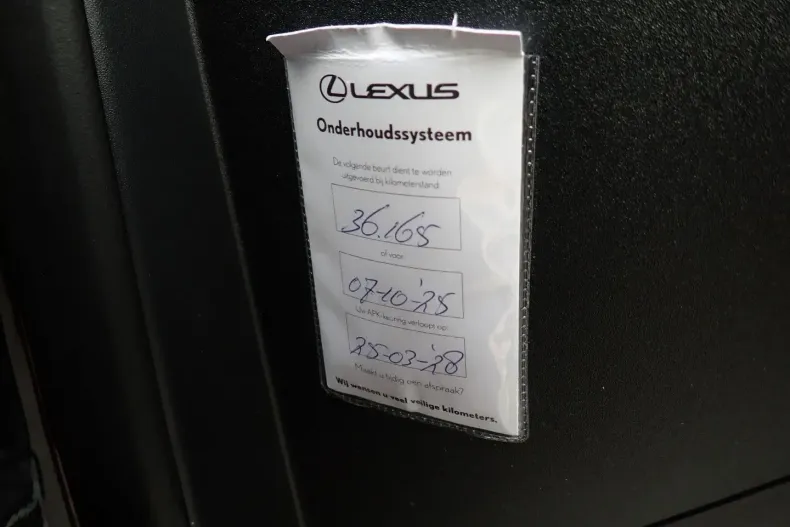 LEXUS
Onderhoudssysteem
De volgende beurt dient te worden
uitgevoerd bij kilometerstand:
36.165
of voor:
07-10-'25
Uw APK-keuring verloopt op:
25-03-'28
Maakt u tijdig een afspraak?
Wij wensen u veel veilige kilometers.